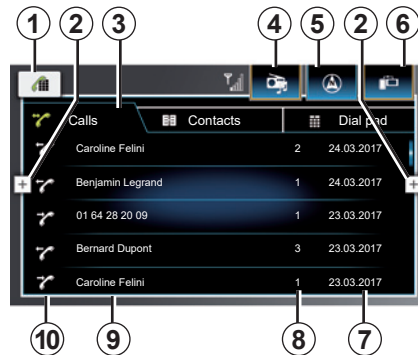 1 2 3 4 5 2 6
Calls Contacts Dial pad
Caroline Felini 2 24.03.2017
Benjamin Legrand 1 24.03.2017
01 64 28 20 09 1 23.03.2017
Bernard Dupont 3 23.03.2017
Caroline Felini 1 23.03.2017
10 9 8 7